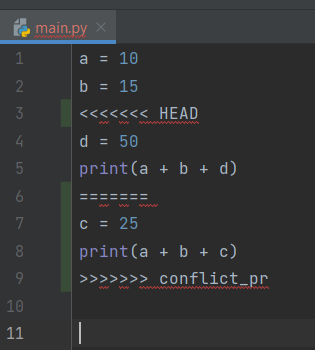 main.py
1 a = 10
2 b = 15
3 <<<<<<< HEAD
4 d = 50
5 print(a + b + d)
6 =======
7 c = 25
8 print(a + b + c)
9 >>>>>>> conflict_pr
10
11